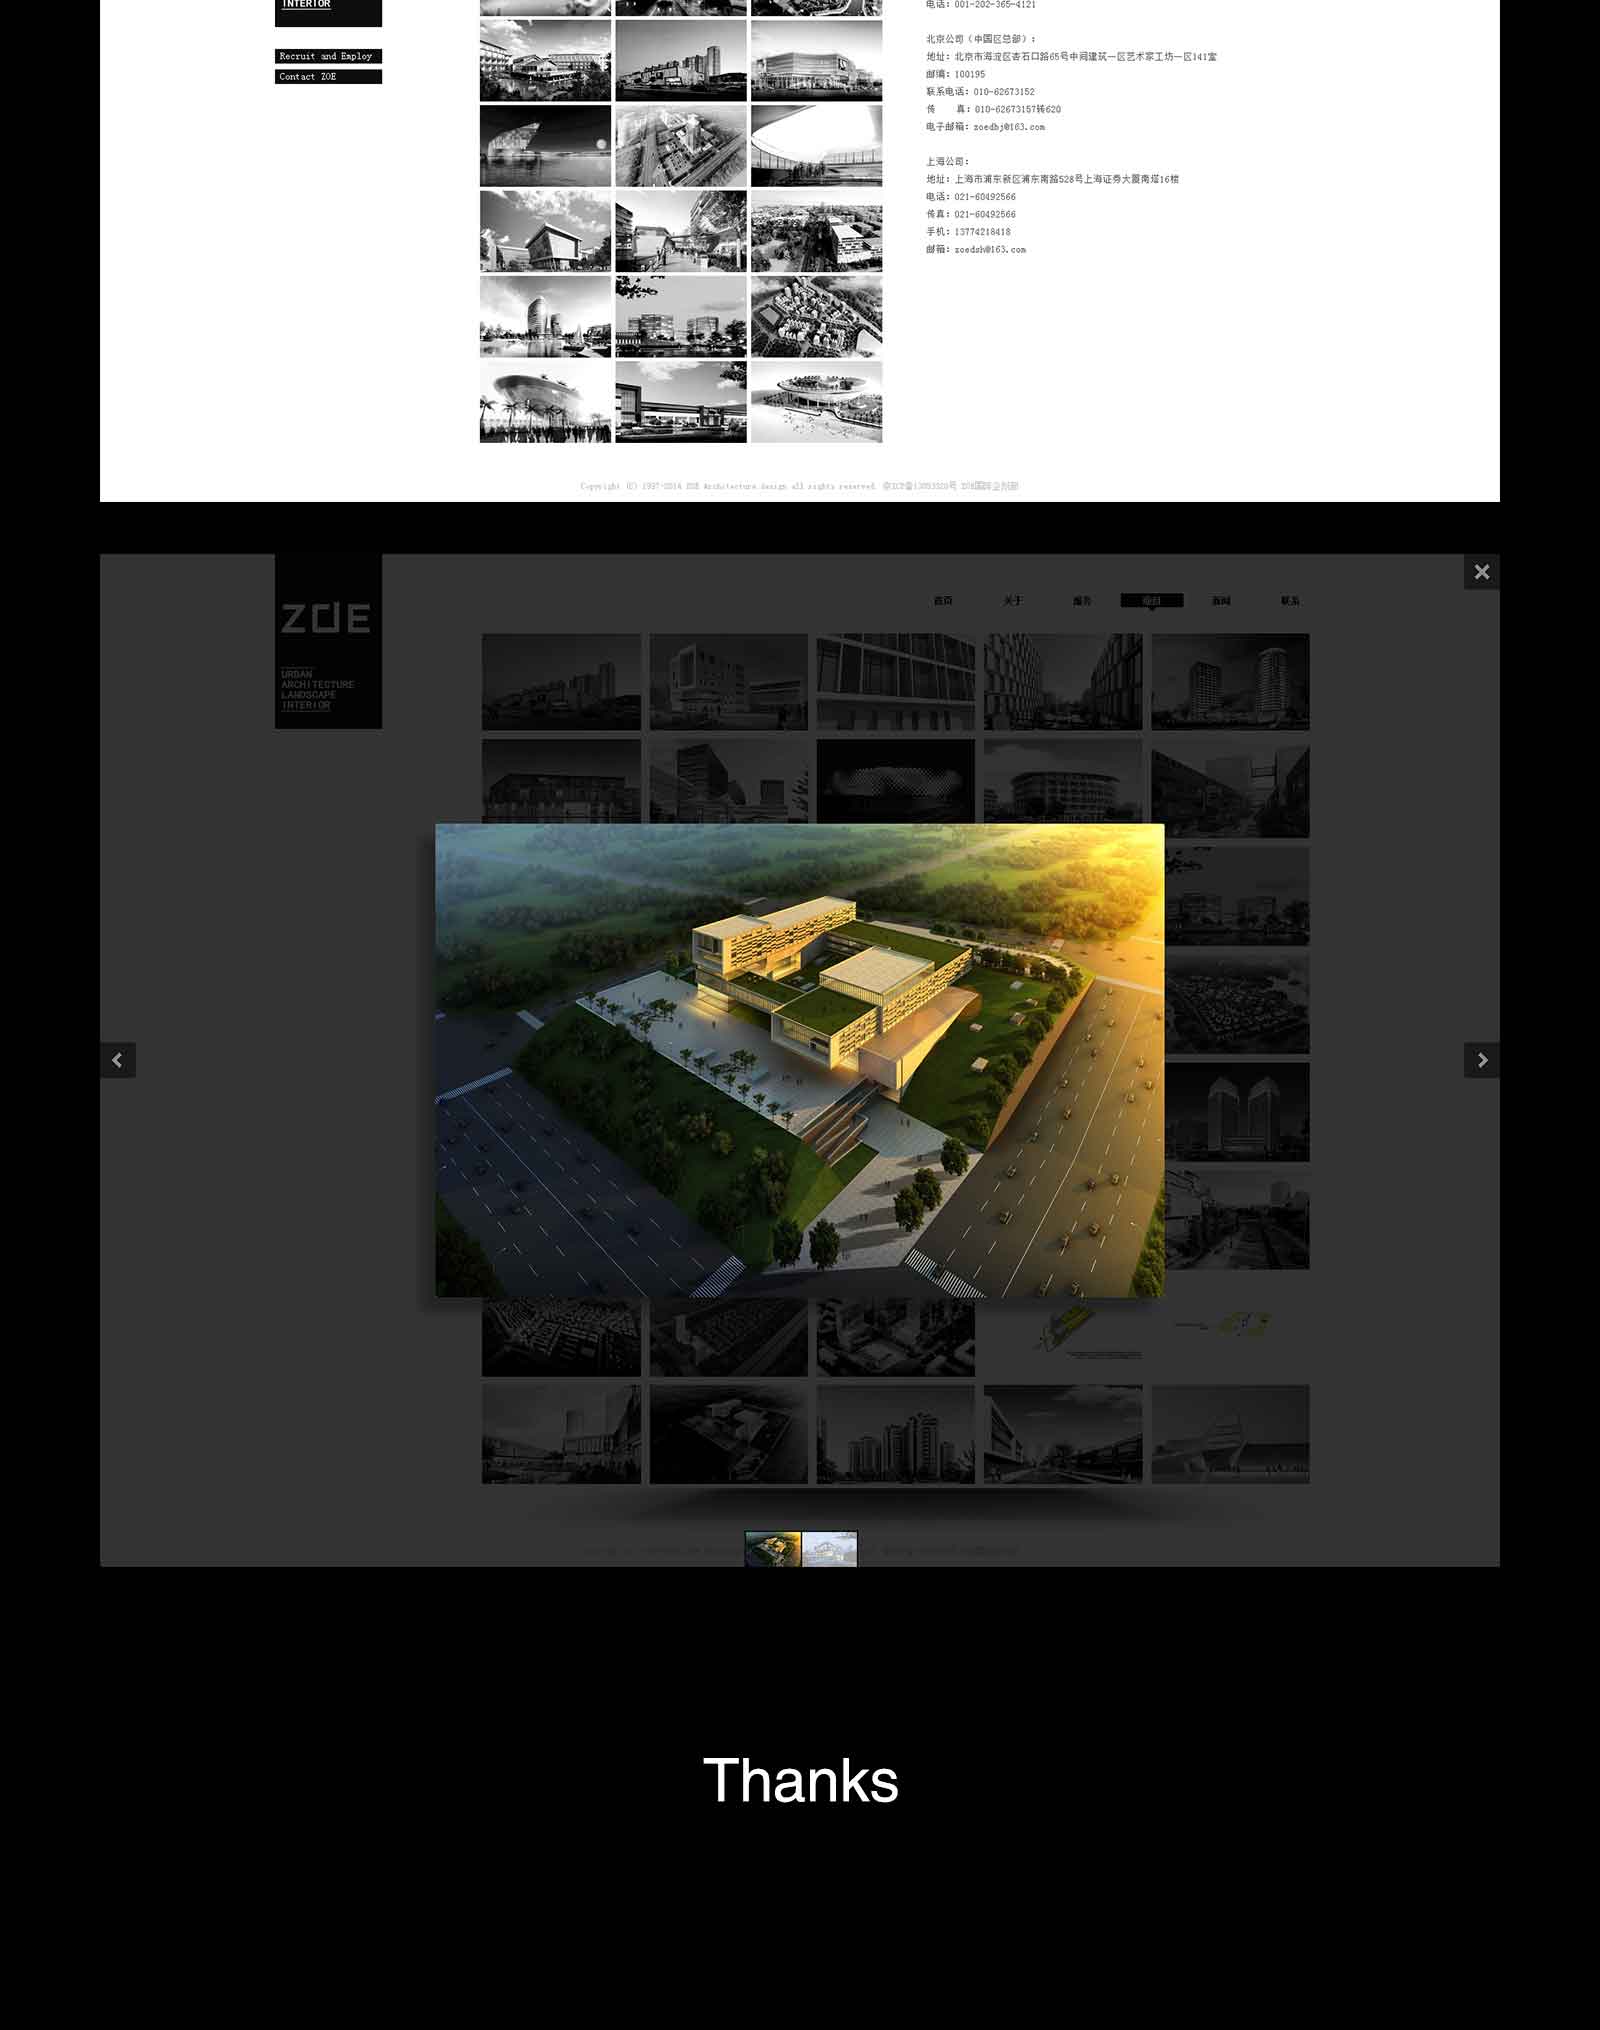 INTERIOR
Recruit and Employ
Contact ZOE
电话: 001-202-365-4121
北京公司（中国区总部）:
地址: 北京市海淀区杏石口路65号中间建筑一区艺术家工坊一区141室
邮编: 100195
联系电话: 010-62673152
传 真: 010-62673157转620
电子邮箱: zoedbj@163.com
上海公司:
地址: 上海市浦东新区浦东南路528号上海证券大厦南塔16楼
电话: 021-60492566
传真: 021-60492566
手机: 13774218418
邮箱: zoedsh@163.com
Copyright (C) 1997-2014 ZOE Architecture design all rights reserved.
ZOE
URBAN
ARCHITECTURE
LANDSCAPE
INTERIOR
首页 关于 服务 项目 新闻 联系
Thanks